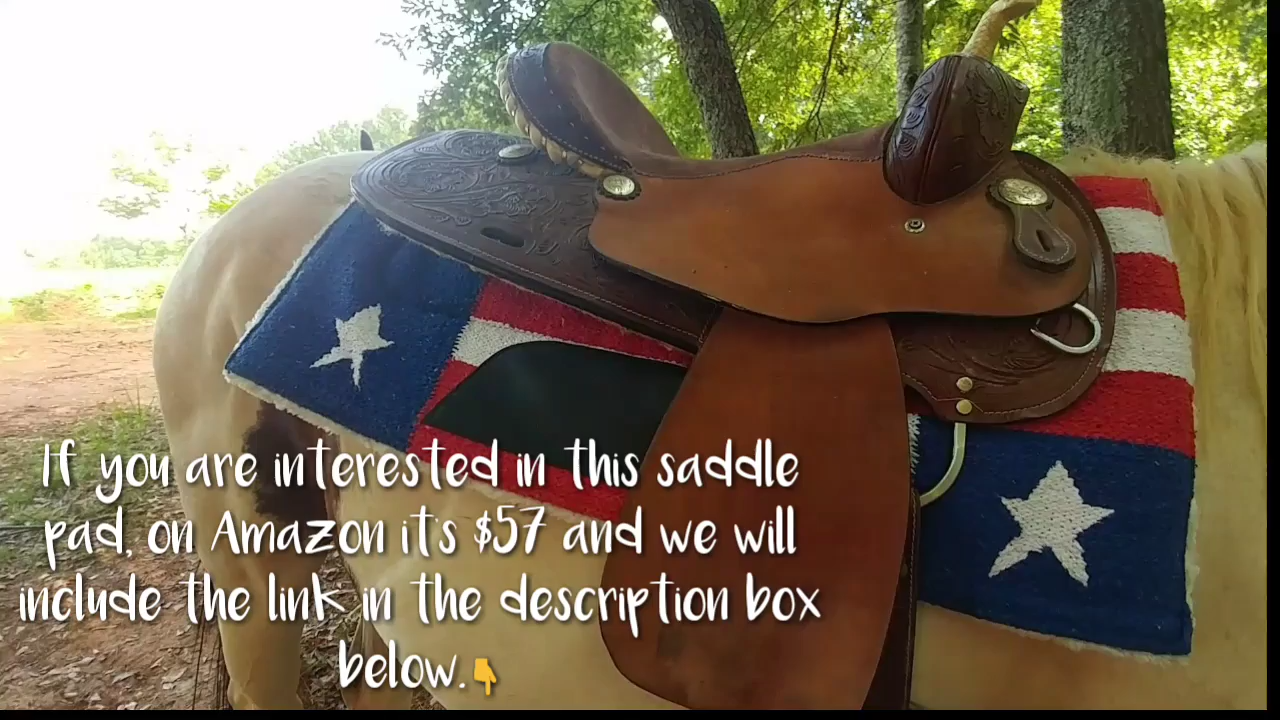 If you are interested in this saddle
pad, on Amazon it's $57 and we will
include the link in the description box
below.👇